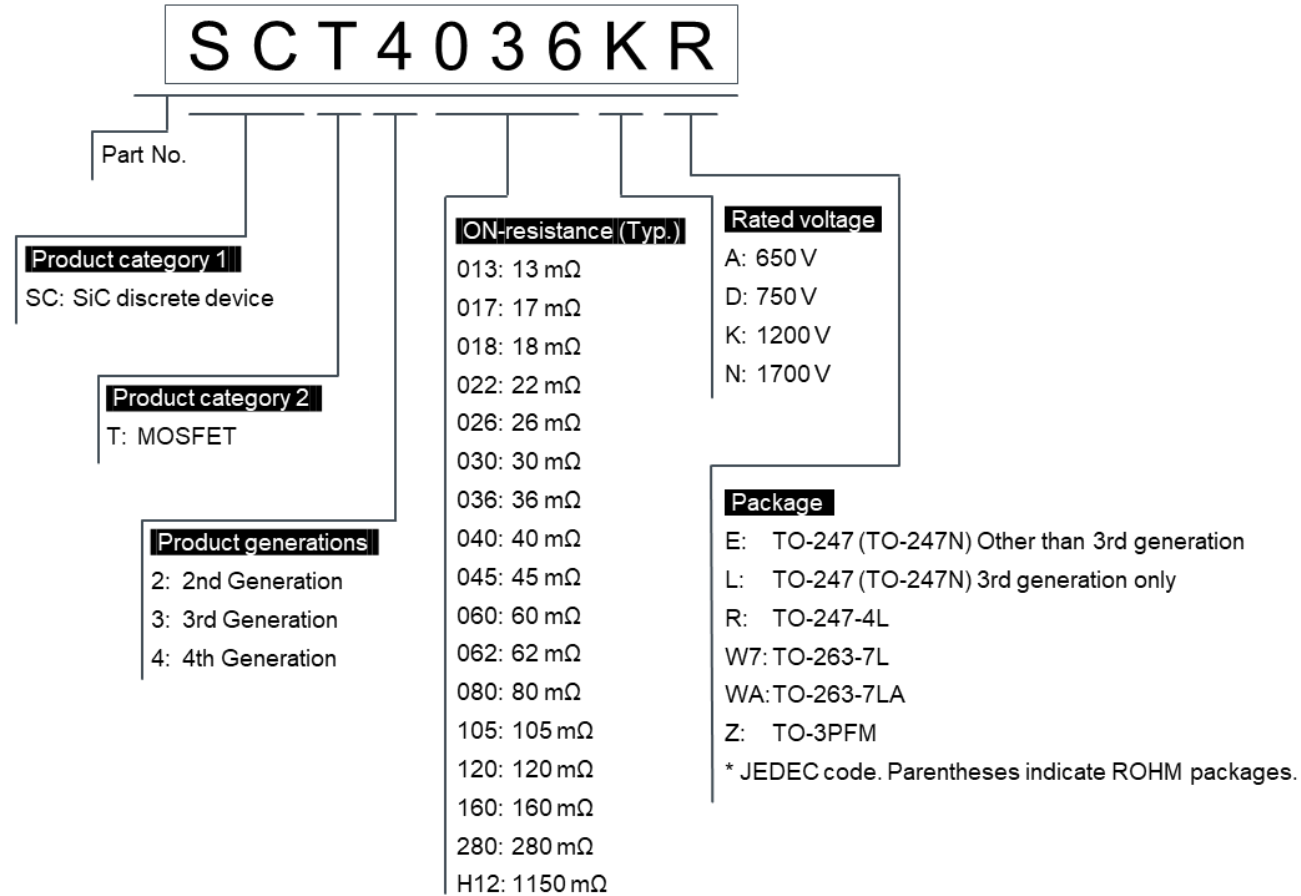 SCT4036KR
Part No.
Product category 1
SC: SiC discrete device
Product category 2
T: MOSFET
Product generations
2: 2nd Generation
3: 3rd Generation
4: 4th Generation
ON-resistance (Typ.)
013: 13 mΩ
017: 17 mΩ
018: 18 mΩ
022: 22 mΩ
026: 26 mΩ
030: 30 mΩ
036: 36 mΩ
040: 40 mΩ
045: 45 mΩ
060: 60 mΩ
062: 62 mΩ
080: 80 mΩ
105: 105 mΩ
120: 120 mΩ
160: 160 mΩ
280: 280 mΩ
H12: 1150 mΩ
Rated voltage
A: 650 V
D: 750 V
K: 1200 V
N: 1700 V
Package
E: TO-247 (TO-247N) Other than 3rd generation
L: TO-247 (TO-247N) 3rd generation only
R: TO-247-4L
W7: TO-263-7L
WA: TO-263-7LA
Z: TO-3PFM
* JEDEC code. Parentheses indicate ROHM packages.